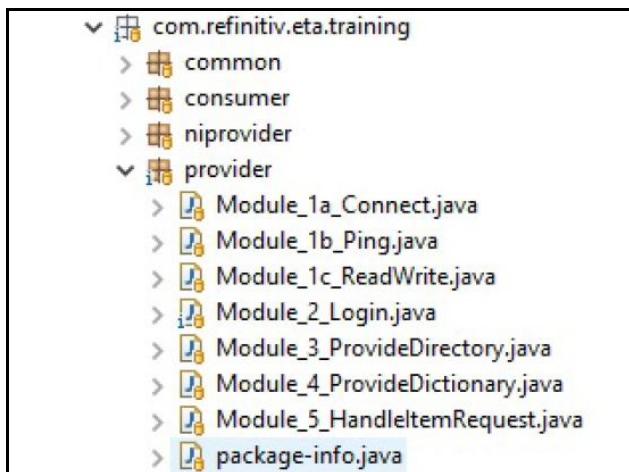 com.refinitiv.eta.training
common
consumer
niprovider
provider
Module_1a_Connect.java
Module_1b_Ping.java
Module_1c_ReadWrite.java
Module_2_Login.java
Module_3_ProvideDirectory.java
Module_4_ProvideDictionary.java
Module_5_HandleItemRequest.java
package-info.java